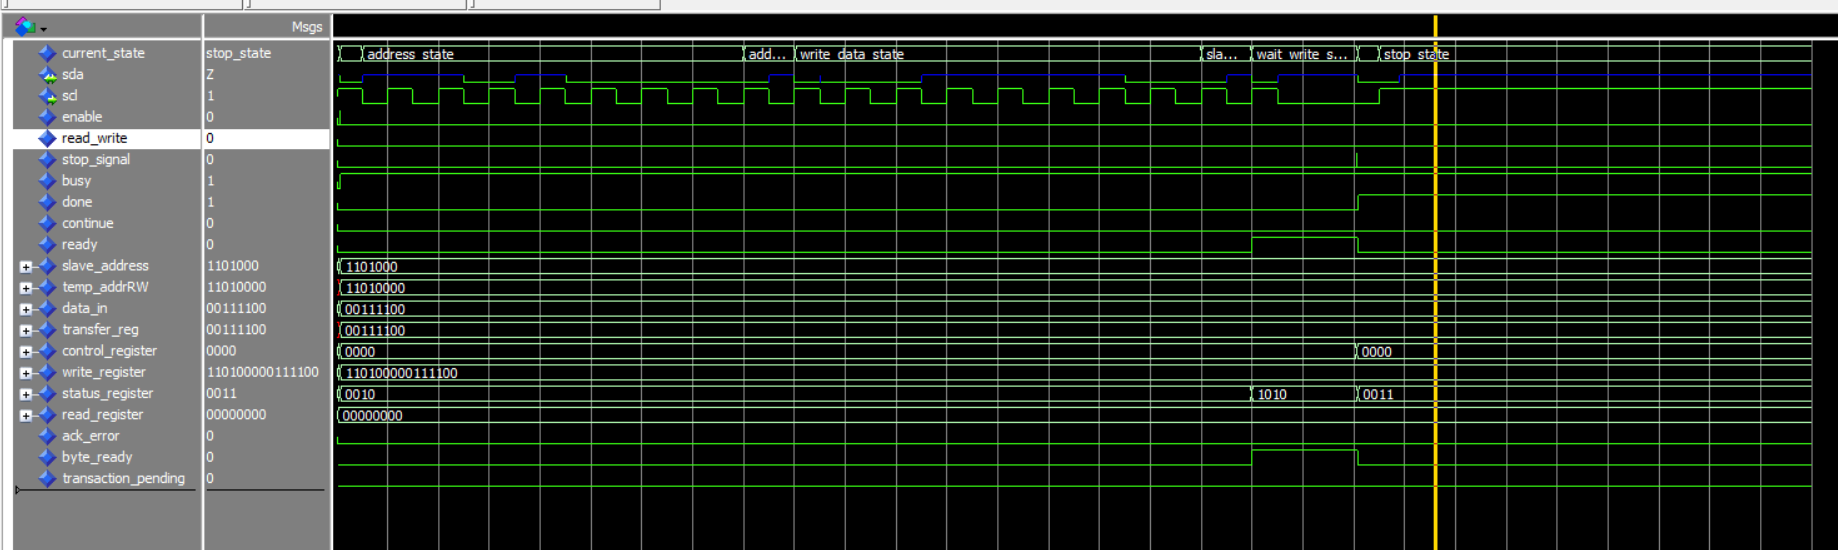 Msgs
current_state stop_state address_state add... write_data_state sla... wait_write_s... stop_state
sda Z
scl 1
enable 0
read_write 0
stop_signal 0
busy 1
done 1
continue 0
ready 0
slave_address 1101000 1101000
temp_addrRW 11010000 11010000
data_in 00111100 00111100
transfer_reg 00111100 00111100
control_register 0000 0000 0000
write_register 110100000111100 110100000111100
status_register 0011 0010 1010 0011
read_register 00000000 00000000
ack_error 0
byte_ready 0
transaction_pending 0